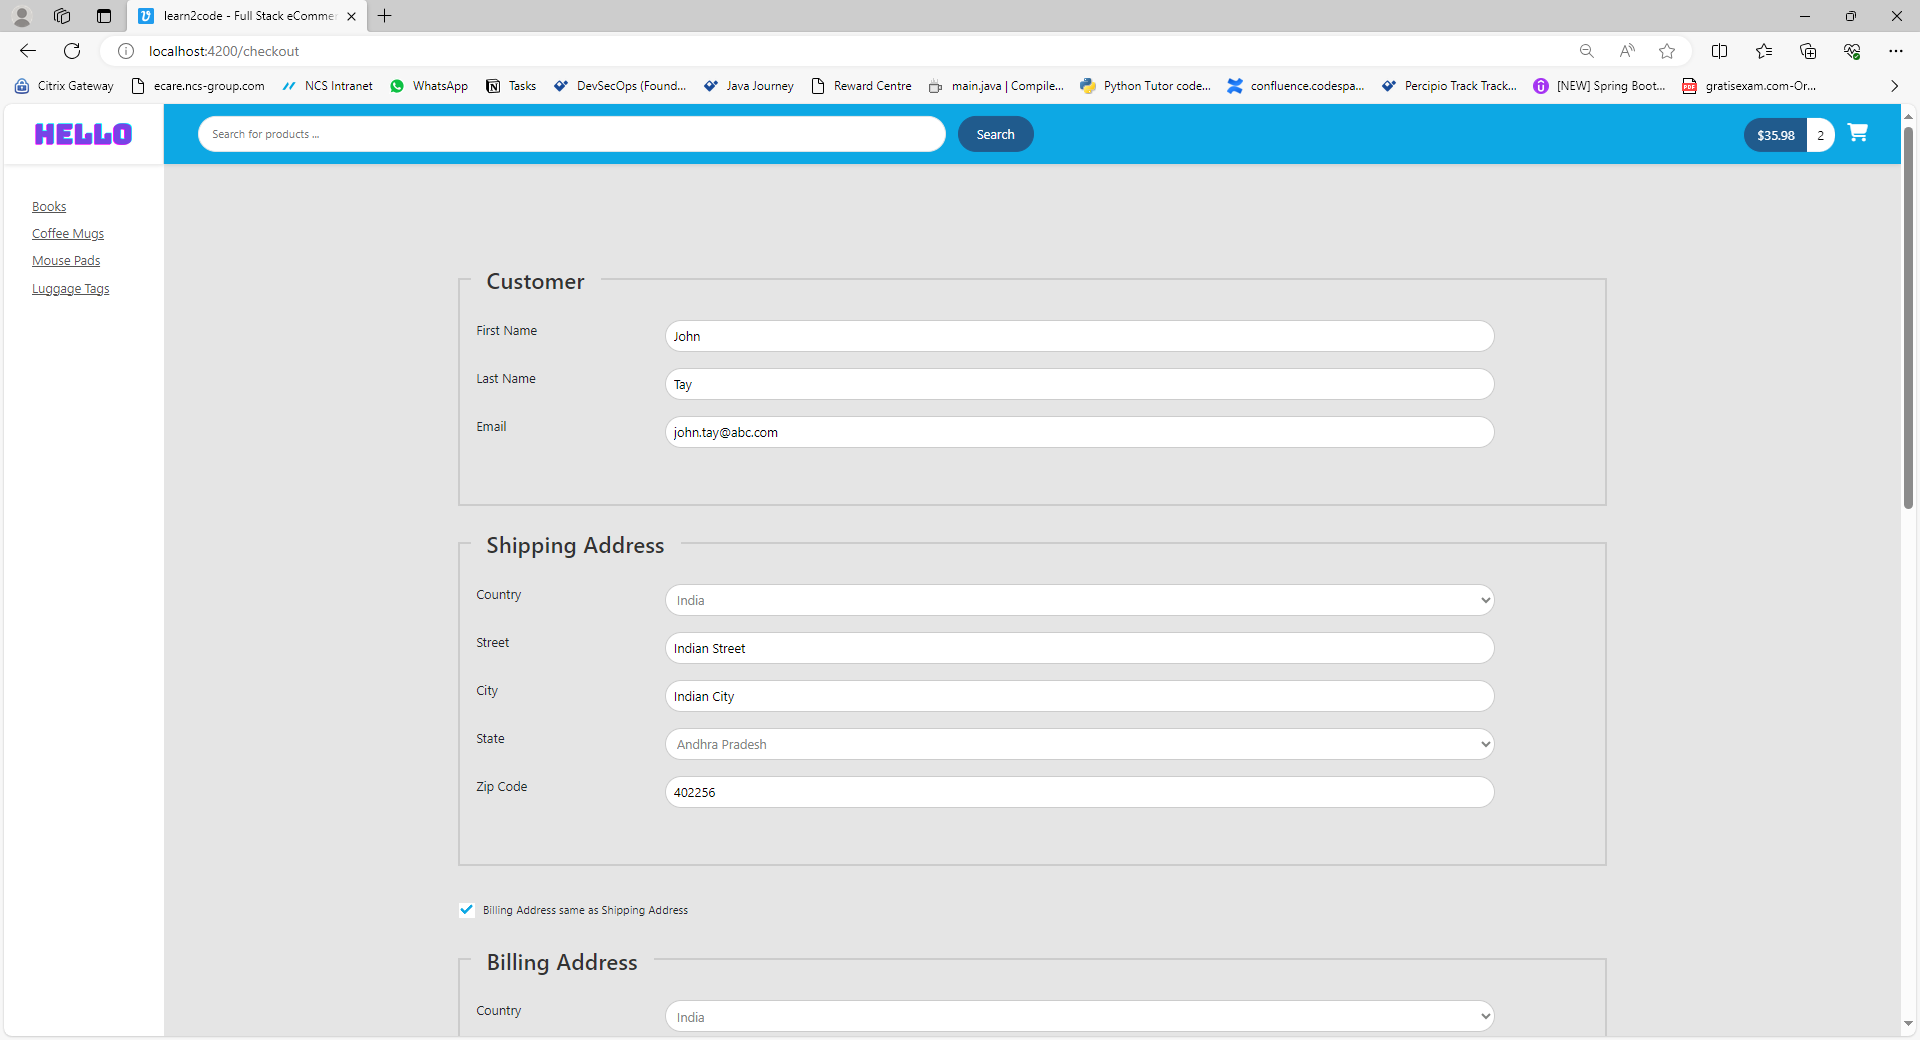 learn2code - Full Stack eComme
localhost:4200/checkout
Citrix Gateway ecare.ncs-group.com NCS Intranet WhatsApp Tasks DevSecOps (Found... Java Journey Reward Centre main.java | Compile... Python Tutor code... confluence.codespa... Percipio Track Track... [NEW] Spring Boot... PDF gratisexam.com-Or...
HELLO Search for products ... Search $35.98 2
Books
Coffee Mugs
Mouse Pads
Luggage Tags
Customer
First Name John
Last Name Tay
Email john.tay@abc.com
Shipping Address
Country India
Street Indian Street
City Indian City
State Andhra Pradesh
Zip Code 402256
Billing Address same as Shipping Address
Billing Address
Country India